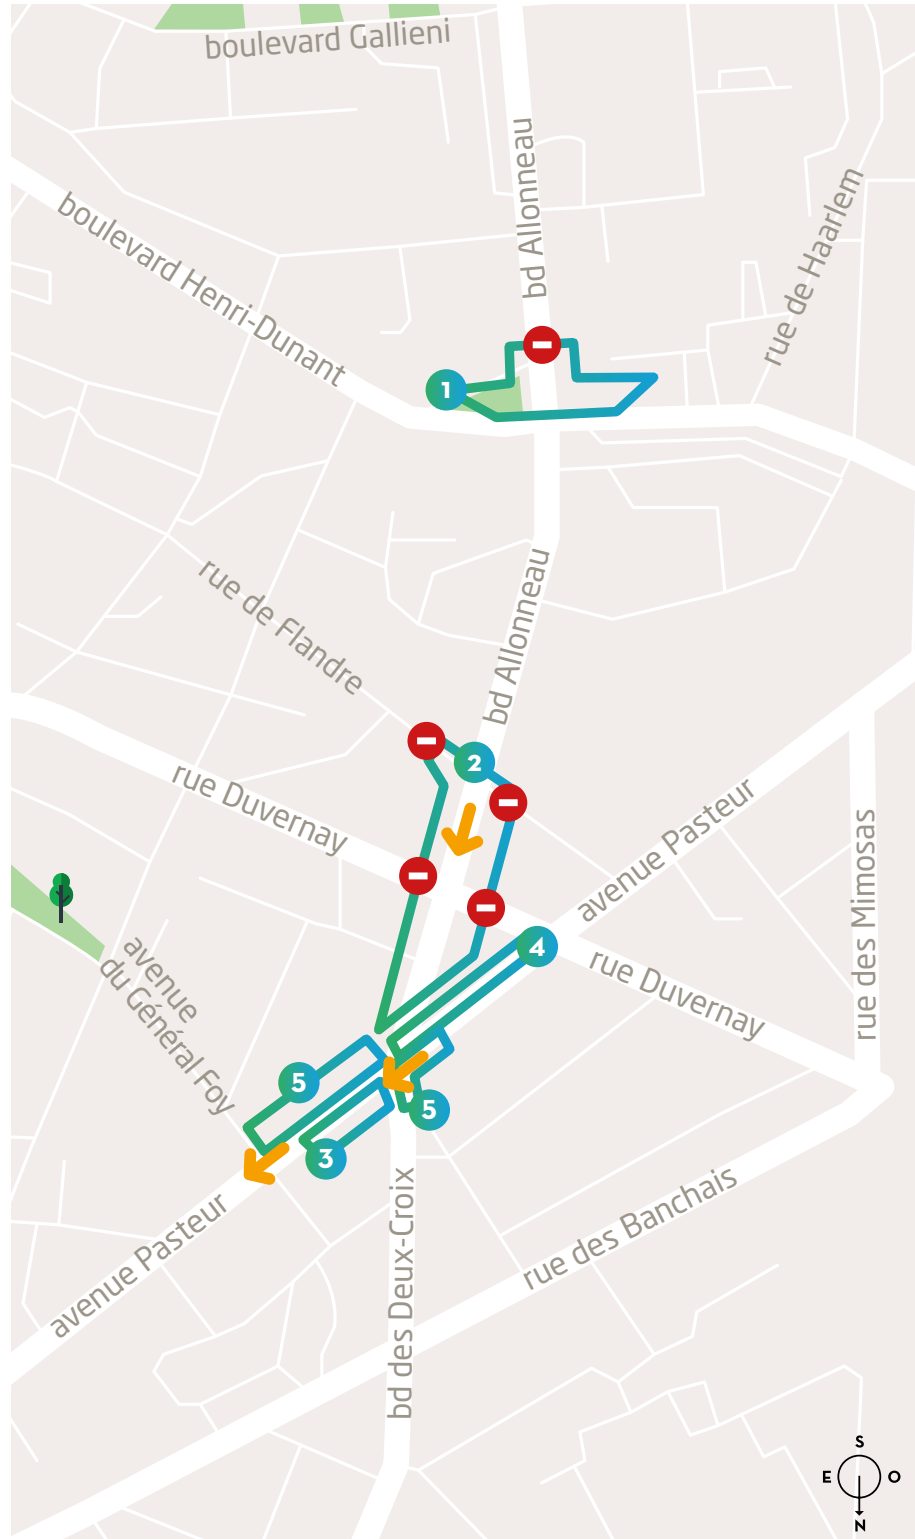 boulevard Gallieni
bd Allonneau
rue de Haarlem
boulevard Henri-Dunant
1
bd Allonneau
rue de Flandre
2
rue Duvernay
avenue Pasteur
rue des Mimosas
4
avenue
du Général Foy
rue Duvernay
5
5
3
avenue Pasteur
bd des Deux-Croix
rue des Banchais
S
E
O
N